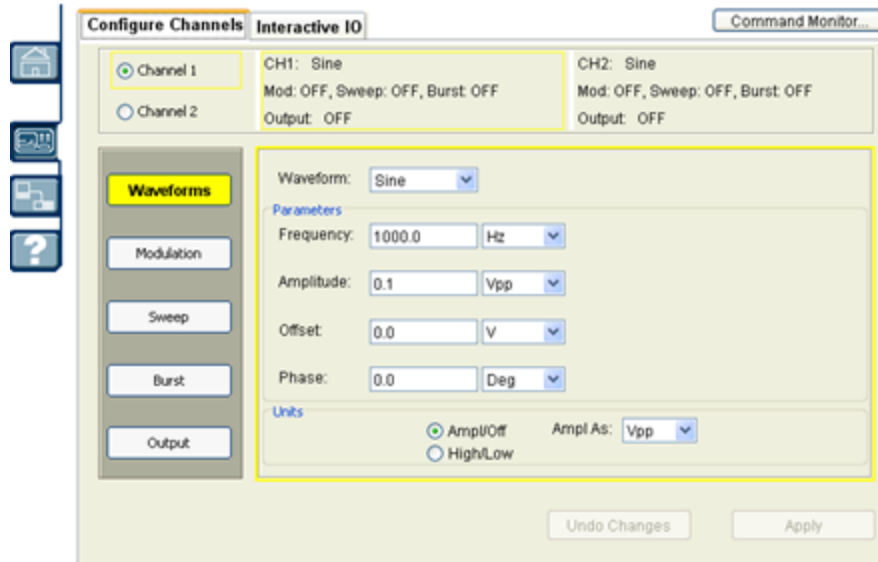 Configure Channels
Interactive IO
Command Monitor...
Channel 1
Channel 2
CH1: Sine
Mod: OFF, Sweep: OFF, Burst: OFF
Output: OFF
CH2: Sine
Mod: OFF, Sweep: OFF, Burst: OFF
Output: OFF
Waveforms
Modulation
Sweep
Burst
Output
Waveform: Sine
Parameters
Frequency: 1000.0 Hz
Amplitude: 0.1 Vpp
Offset: 0.0 V
Phase: 0.0 Deg
Units
Ampl/Off
High/Low
Ampl As: Vpp
Undo Changes
Apply
?